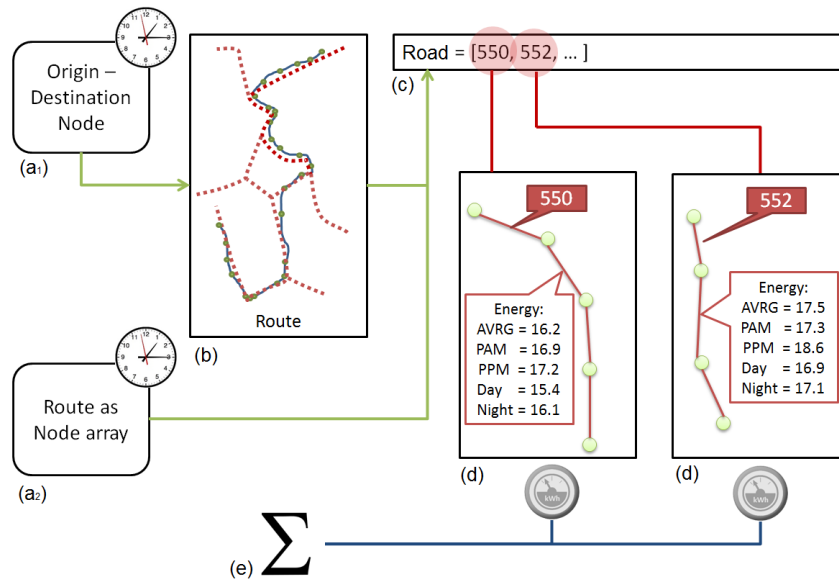 Origin –
Destination
Node
(a1)
Route
(b)
Road = [550, 552, ... ]
(c)
550
Energy:
AVRG = 16.2
PAM = 16.9
PPM = 17.2
Day = 15.4
Night = 16.1
(d)
kWh
552
Energy:
AVRG = 17.5
PAM = 17.3
PPM = 18.6
Day = 16.9
Night = 17.1
(d)
kWh
Route as
Node array
(a2)
(e) Σ